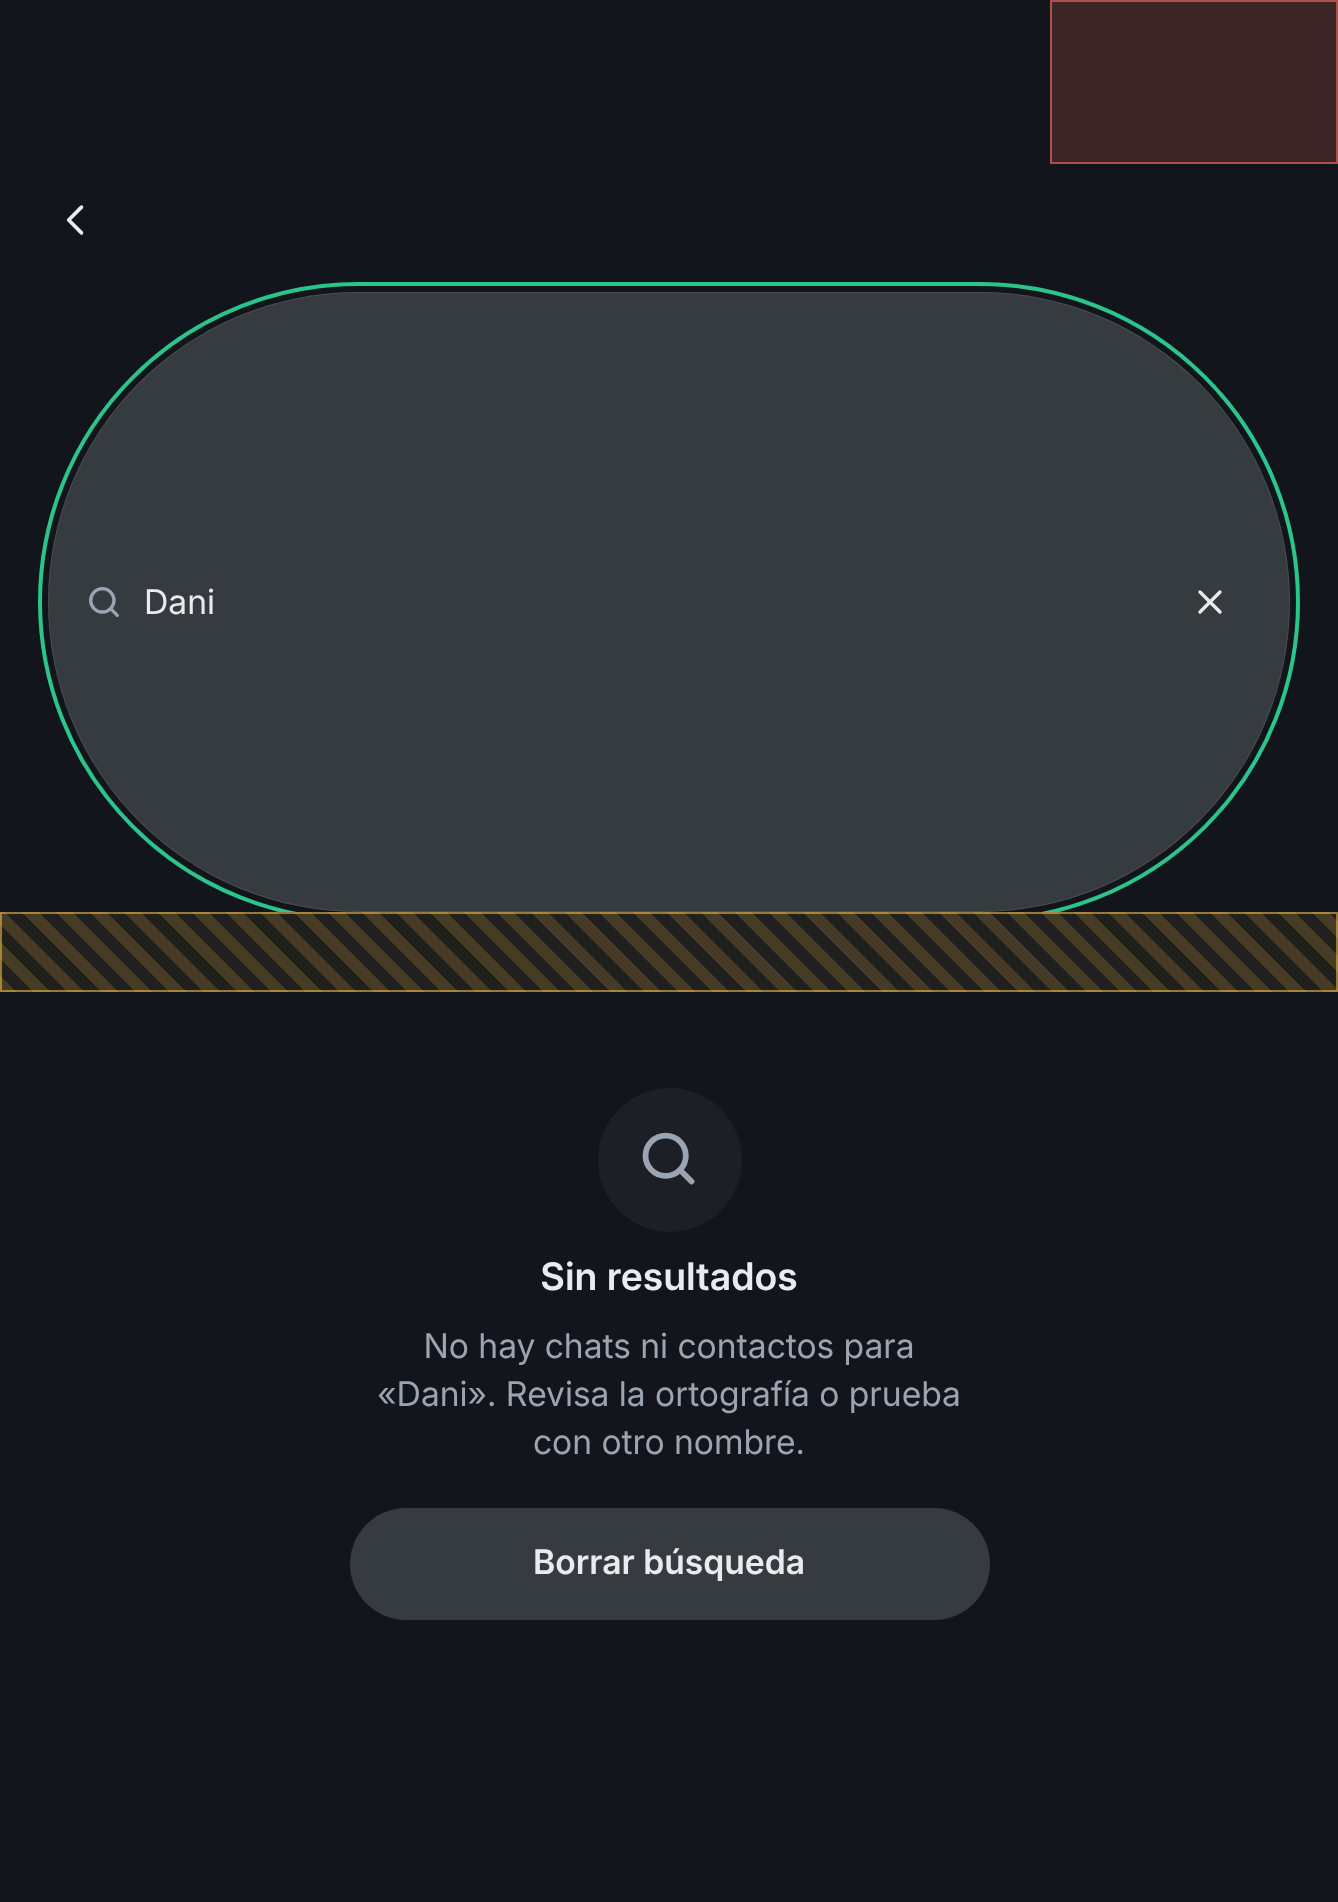 Dani
Sin resultados
No hay chats ni contactos para
«Dani». Revisa la ortografía o prueba
con otro nombre.
Borrar búsqueda